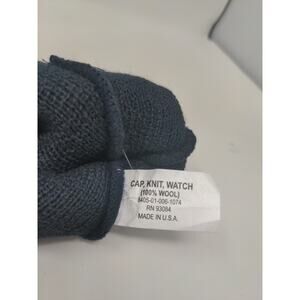 CAP, KNIT, WATCH
(100% WOOL)
8405-01-006-1074
RN 93084
MADE IN U.S.A.